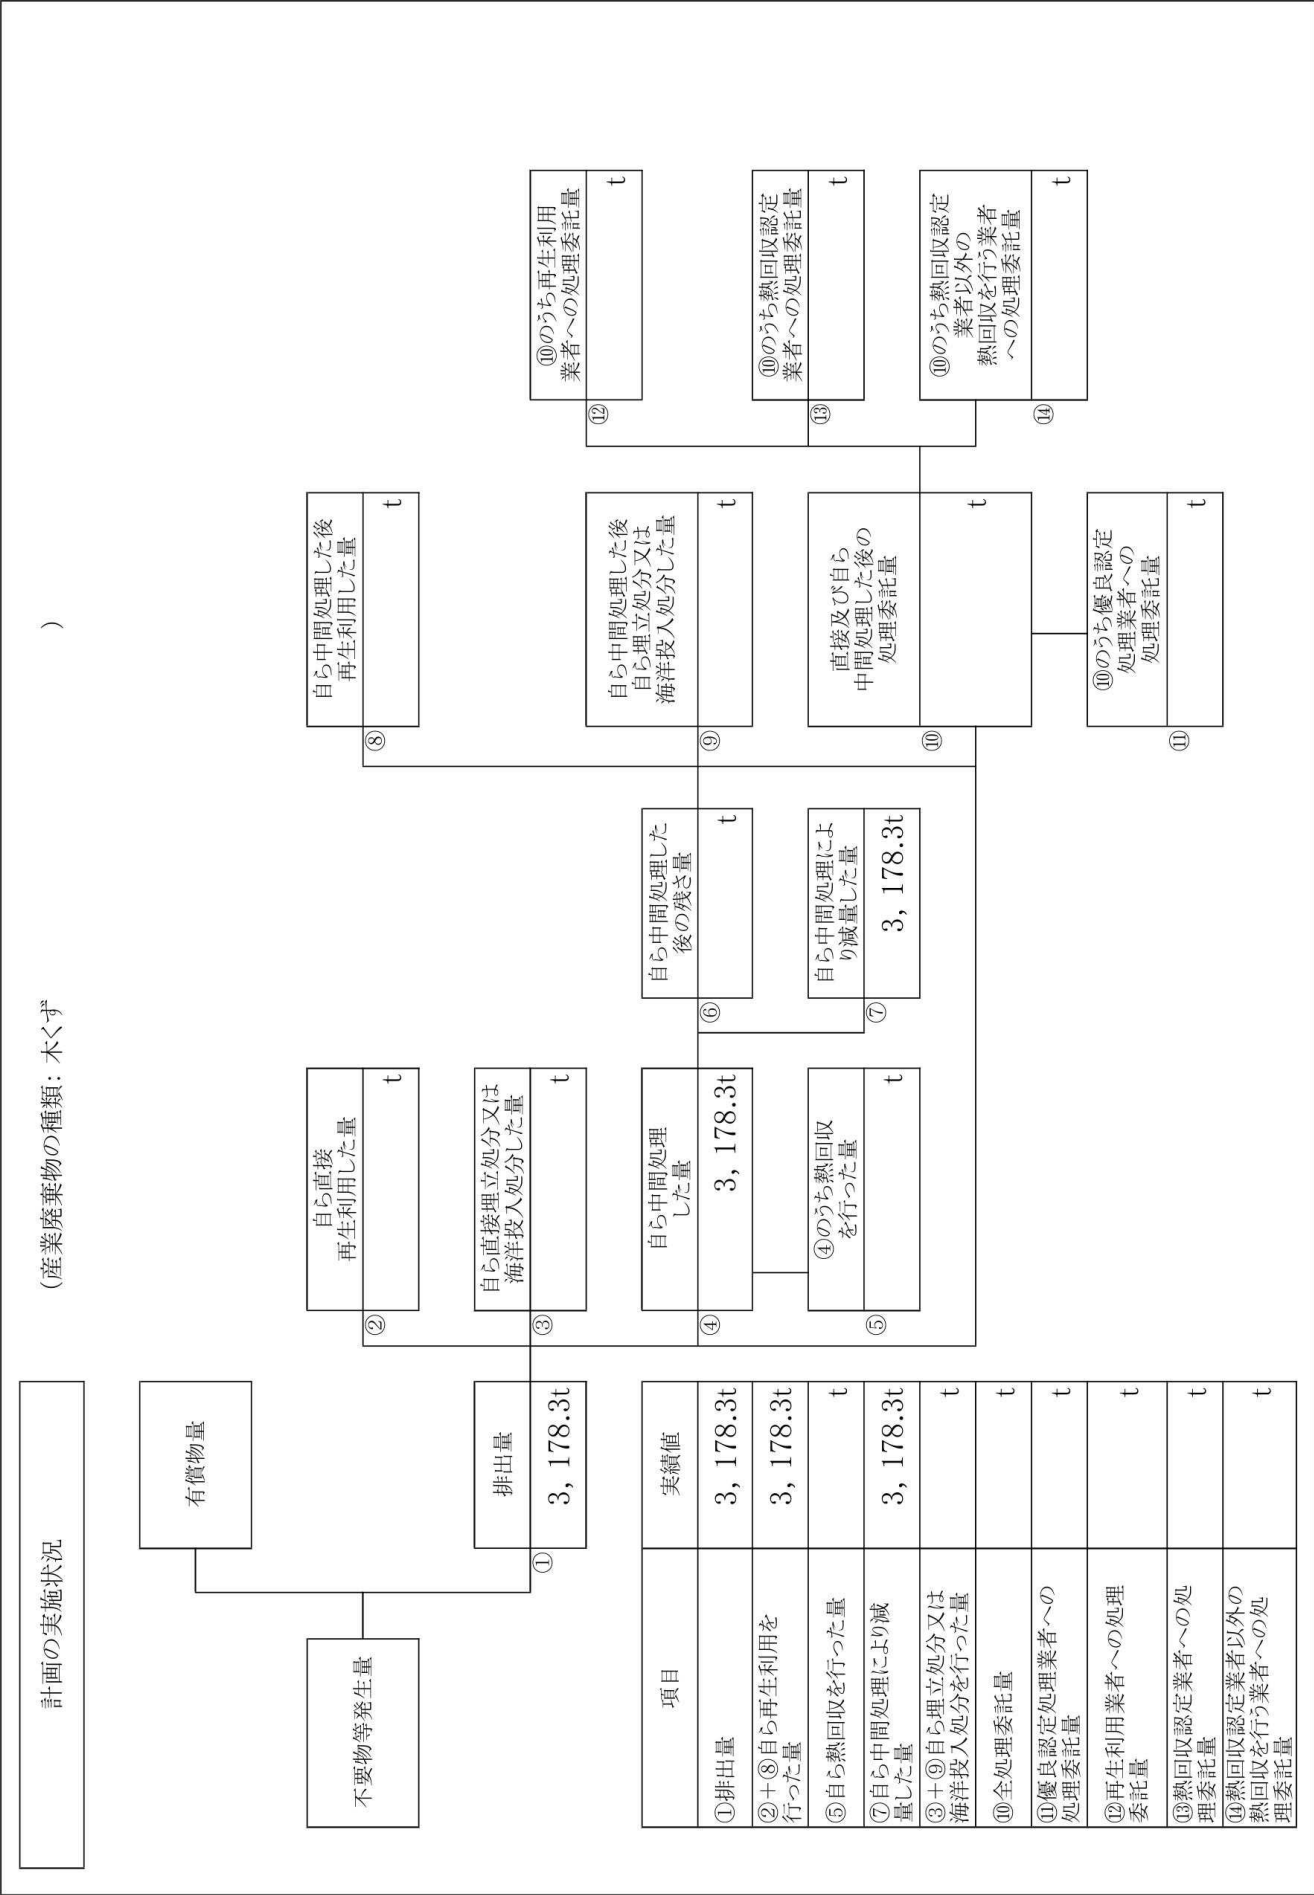 計画の実施状況
(産業廃棄物の種類: 木くず )
有償物量
不要物等発生量
①
排出量
3, 178.3t
②
自ら直接
再生利用した量
t
③
自ら直接埋立処分又は
海洋投入処分した量
t
④
自ら中間処理
した量
3, 178.3t
⑤
④のうち熱回収
を行った量
t
⑥
自ら中間処理した
後の残さ量
t
⑦
自ら中間処理によ
り減量した量
3, 178.3t
⑧
自ら中間処理した後
再生利用した量
t
⑨
自ら中間処理した後
自ら埋立処分又は
海洋投入処分した量
t
⑩
直接及び自ら
中間処理した後の
処理委託量
t
⑪
⑩のうち優良認定
処理業者への
処理委託量
t
⑫
⑩のうち再生利用
業者への処理委託量
t
⑬
⑩のうち熱回収認定
業者への処理委託量
t
⑭
⑩のうち熱回収認定
業者以外の
熱回収を行う業者
への処理委託量
t
項目 実績値
①排出量 3, 178.3t
②+⑧自ら再生利用を
行った量 3, 178.3t
⑤自ら熱回収を行った量 t
⑦自ら中間処理により減
量した量 3, 178.3t
③+⑨自ら埋立処分又は
海洋投入処分を行った量 t
⑩全処理委託量 t
⑪優良認定処理業者への
処理委託量 t
⑫再生利用業者への処理
委託量 t
⑬熱回収認定業者への処
理委託量 t
⑭熱回収認定業者以外の
熱回収を行う業者への処
理委託量 t